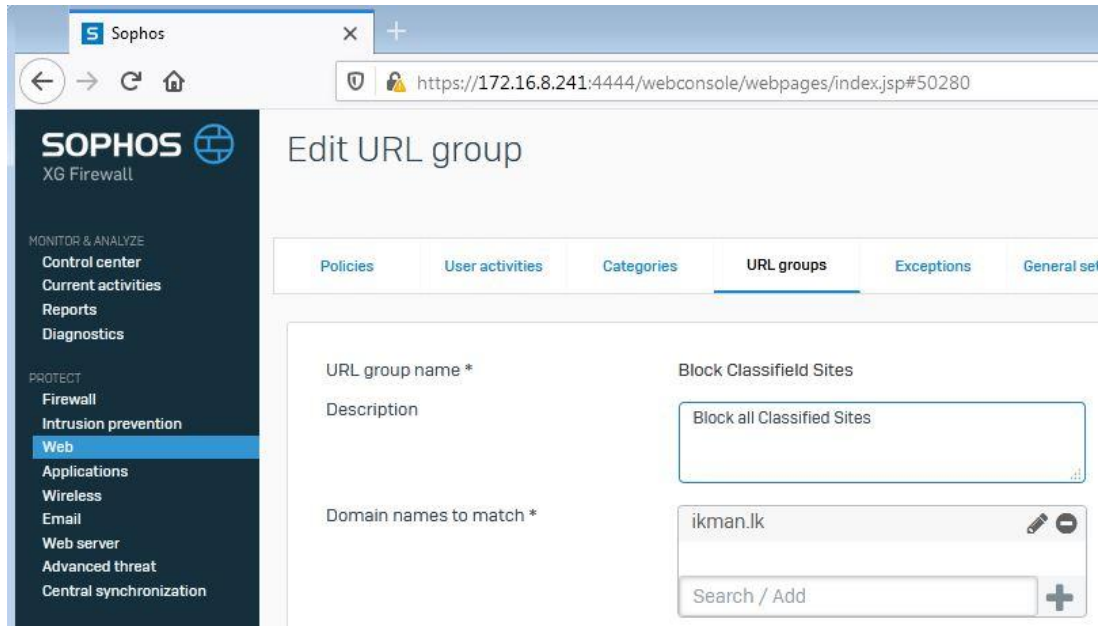 Sophos
https://172.16.8.241:4444/webconsole/webpages/index.jsp#50280
SOPHOS
XG Firewall
MONITOR & ANALYZE
Control center
Current activities
Reports
Diagnostics
PROTECT
Firewall
Intrusion prevention
Web
Applications
Wireless
Email
Web server
Advanced threat
Central synchronization
Edit URL group
Policies User activities Categories URL groups Exceptions General set
URL group name * Block Classifield Sites
Description Block all Classified Sites
Domain names to match * ikman.lk
Search / Add